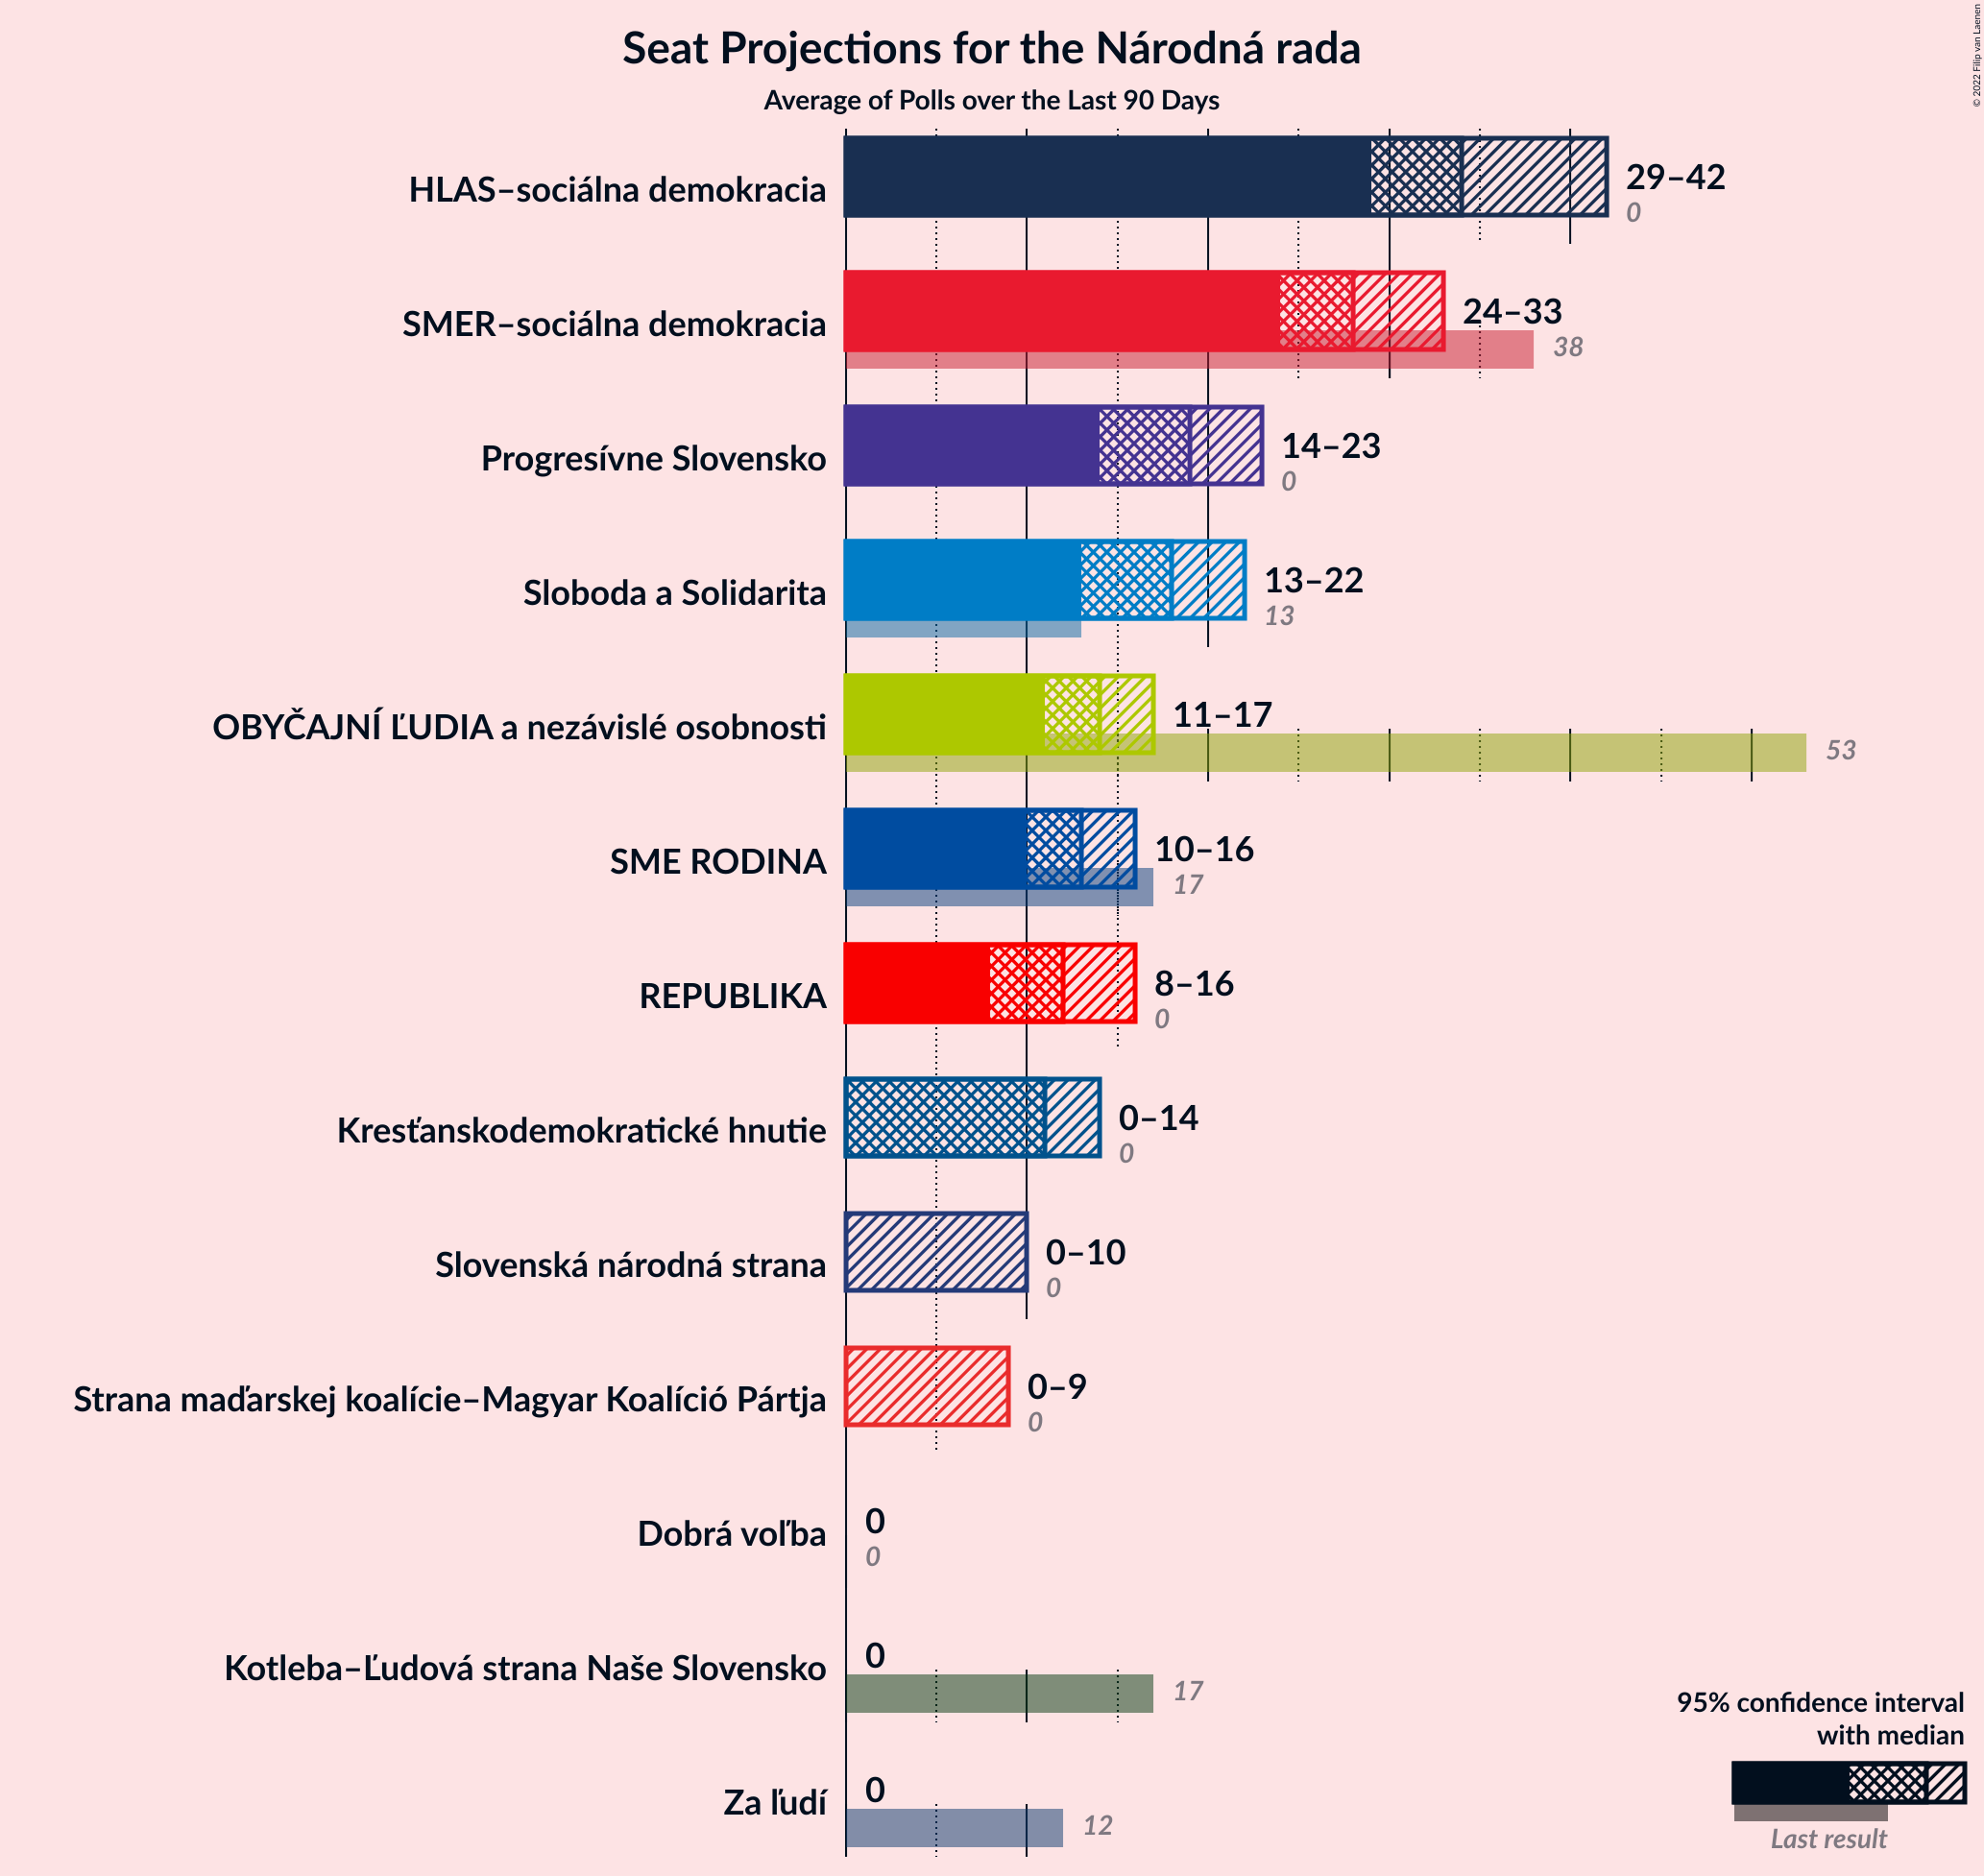 © 2022 Filip van Laenen
Seat Projections for the Národná rada
Average of Polls over the Last 90 Days
HLAS–sociálna demokracia
29–42
0
SMER–sociálna demokracia
24–33
38
Progresívne Slovensko
14–23
0
Sloboda a Solidarita
13–22
13
OBYČAJNÍ ĽUDIA a nezávislé osobnosti
11–17
53
SME RODINA
10–16
17
REPUBLIKA
8–16
0
Kresťanskodemokratické hnutie
0–14
0
Slovenská národná strana
0–10
0
Strana maďarskej koalície–Magyar Koalíció Pártja
0–9
0
Dobrá voľba
0
0
Kotleba–Ľudová strana Naše Slovensko
0
17
Za ľudí
0
12
95% confidence interval
with median
Last result